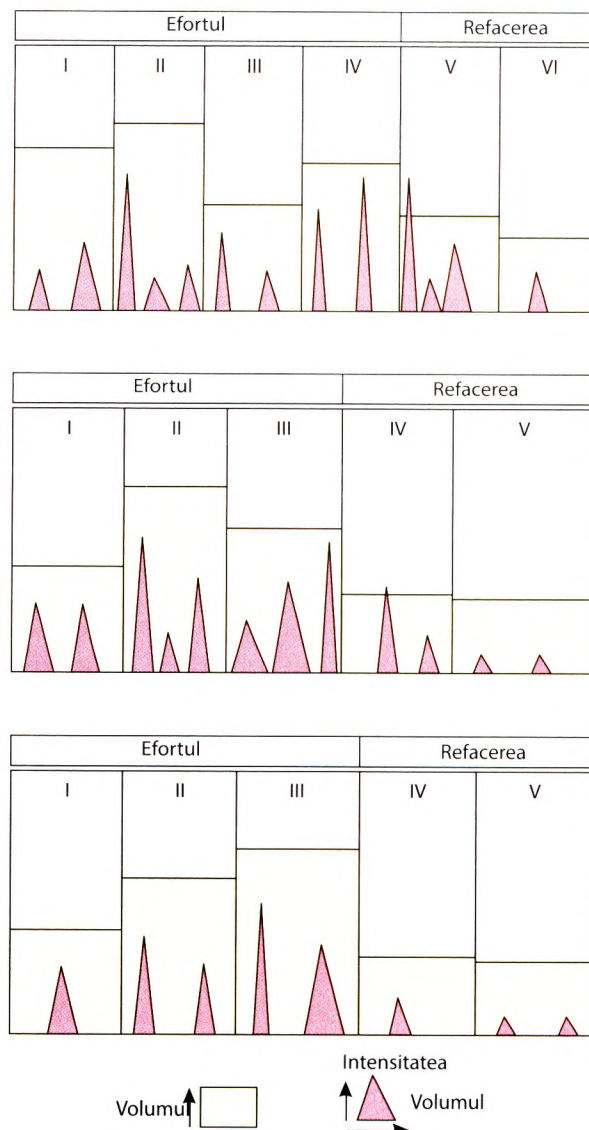 Efortul Refacerea
I II III IV V VI
Efortul Refacerea
I II III IV V
Efortul Refacerea
I II III IV V
Intensitatea
Volumul Volumul